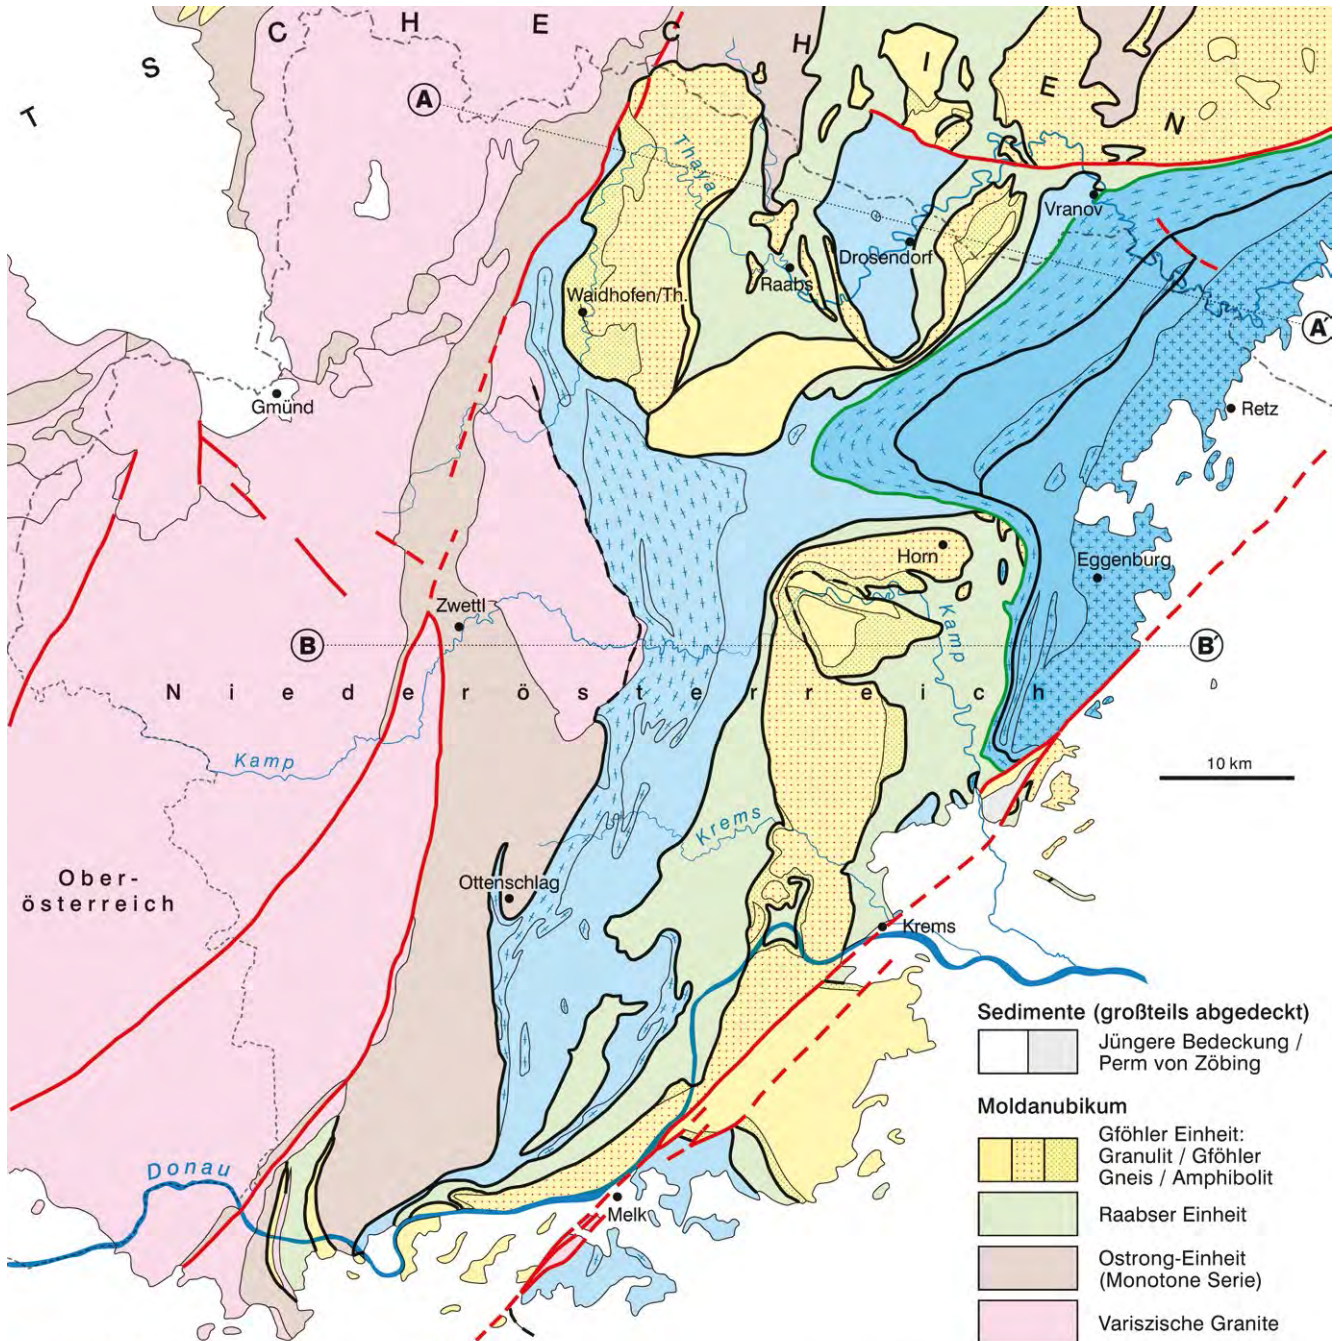 T S C H E C H I E N
A
Thaya
Vranov
Drosendorf
Raabs
Waidhofen/Th.
A′
Gmünd
Retz
Horn
Eggenburg
Zwettl
Kamp
B
B′
Niederösterreich
Kamp
10 km
Krems
Ober-
österreich
Ottenschlag
Krems
Donau
Melk
Sedimente (großteils abgedeckt)
Jüngere Bedeckung /
Perm von Zöbing
Moldanubikum
Gföhler Einheit:
Granulit / Gföhler
Gneis / Amphibolit
Raabser Einheit
Ostrong-Einheit
(Monotone Serie)
Variszische Granite